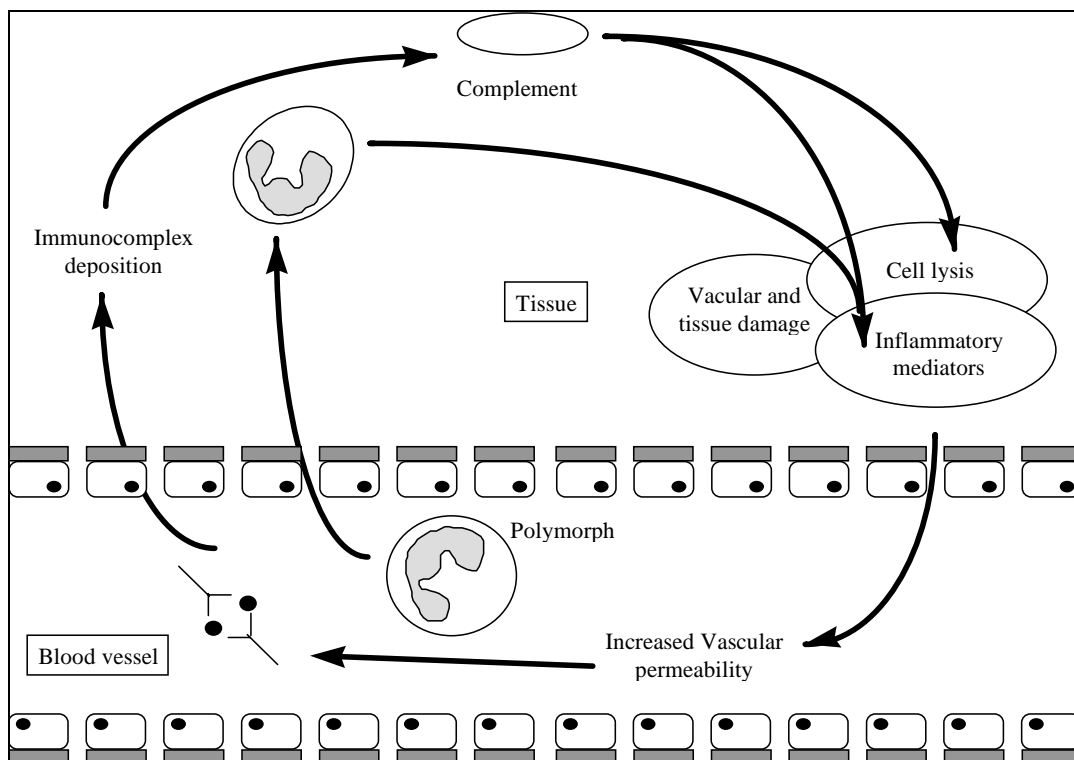 Complement
Immunocomplex
deposition
Tissue
Cell lysis
Vacular and
tissue damage
Inflammatory
mediators
Polymorph
Blood vessel
Increased Vascular
permeability